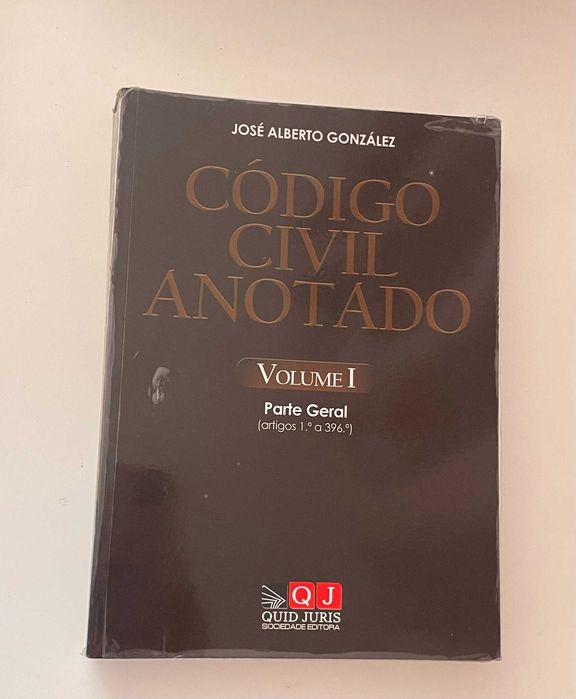 JOSÉ ALBERTO GONZÁLEZ
CÓDIGO
CIVIL
ANOTADO
VOLUME I
Parte Geral
(artigos 1.º a 396.º)
QJ
QUID JURIS
SOCIEDADE EDITORA